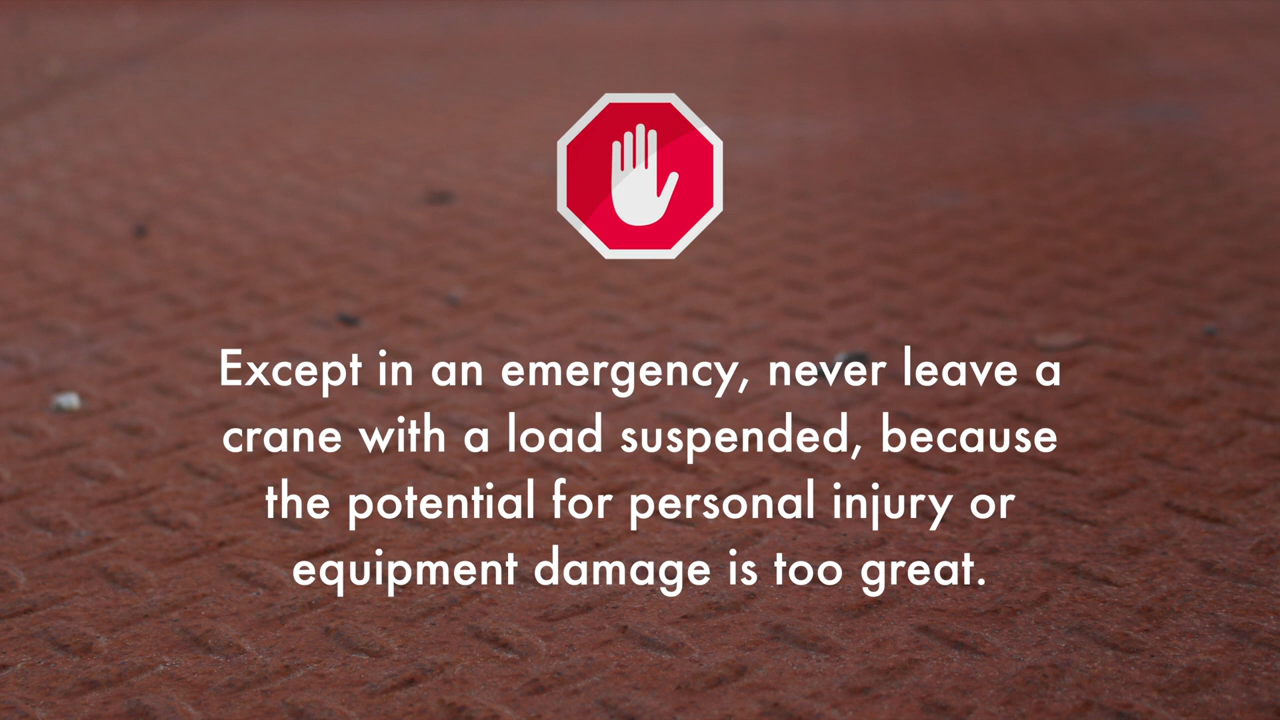 Except in an emergency, never leave a
crane with a load suspended, because
the potential for personal injury or
equipment damage is too great.